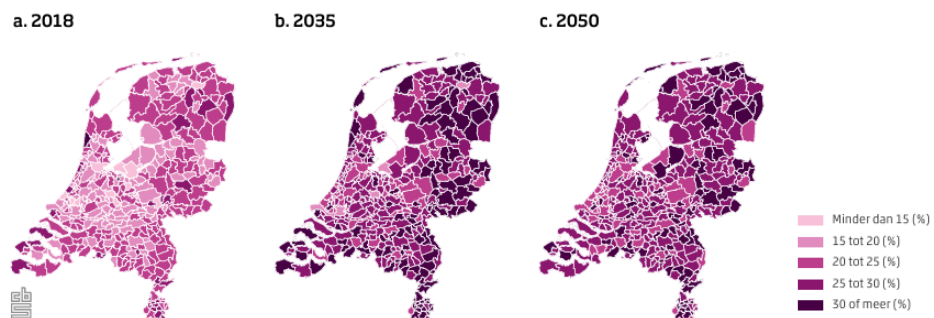 a. 2018
b. 2035
c. 2050
Minder dan 15 (%)
15 tot 20 (%)
20 tot 25 (%)
25 tot 30 (%)
30 of meer (%)
cbs